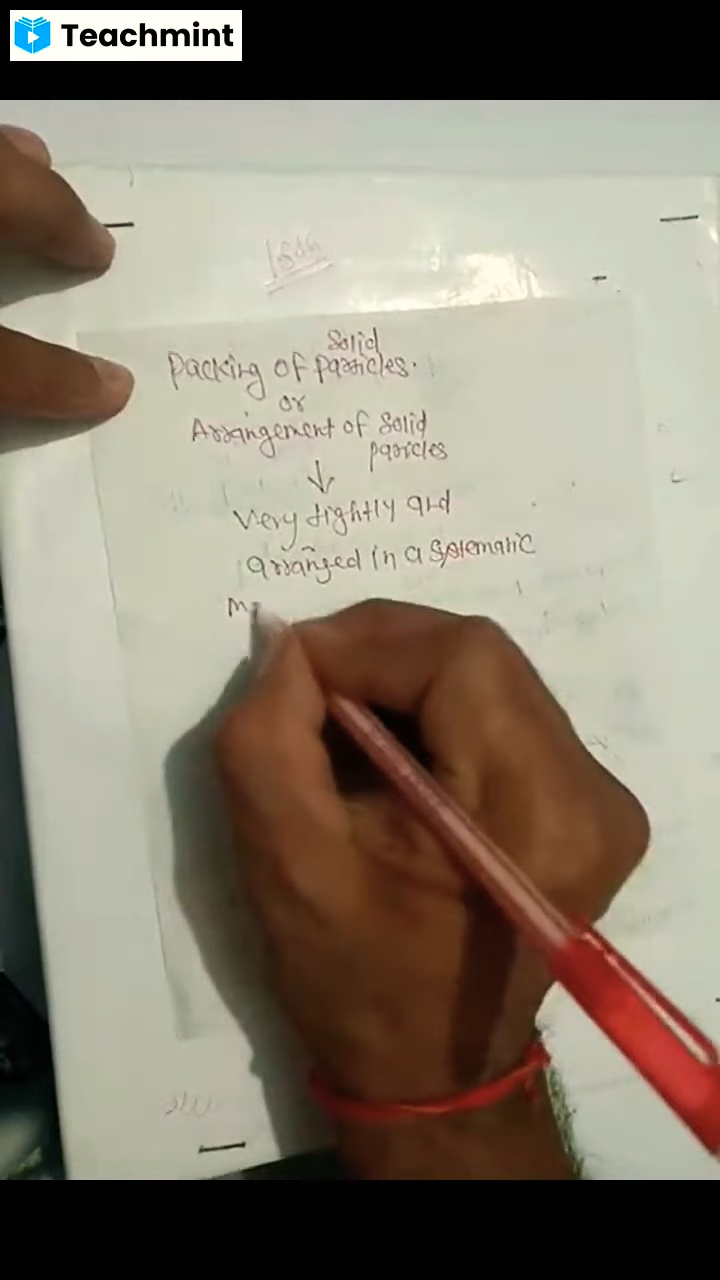 Teachmint
Solid
Packing of particles.
or
Arrangement of Solid
particles
Very tightly and
arranged in a systematic